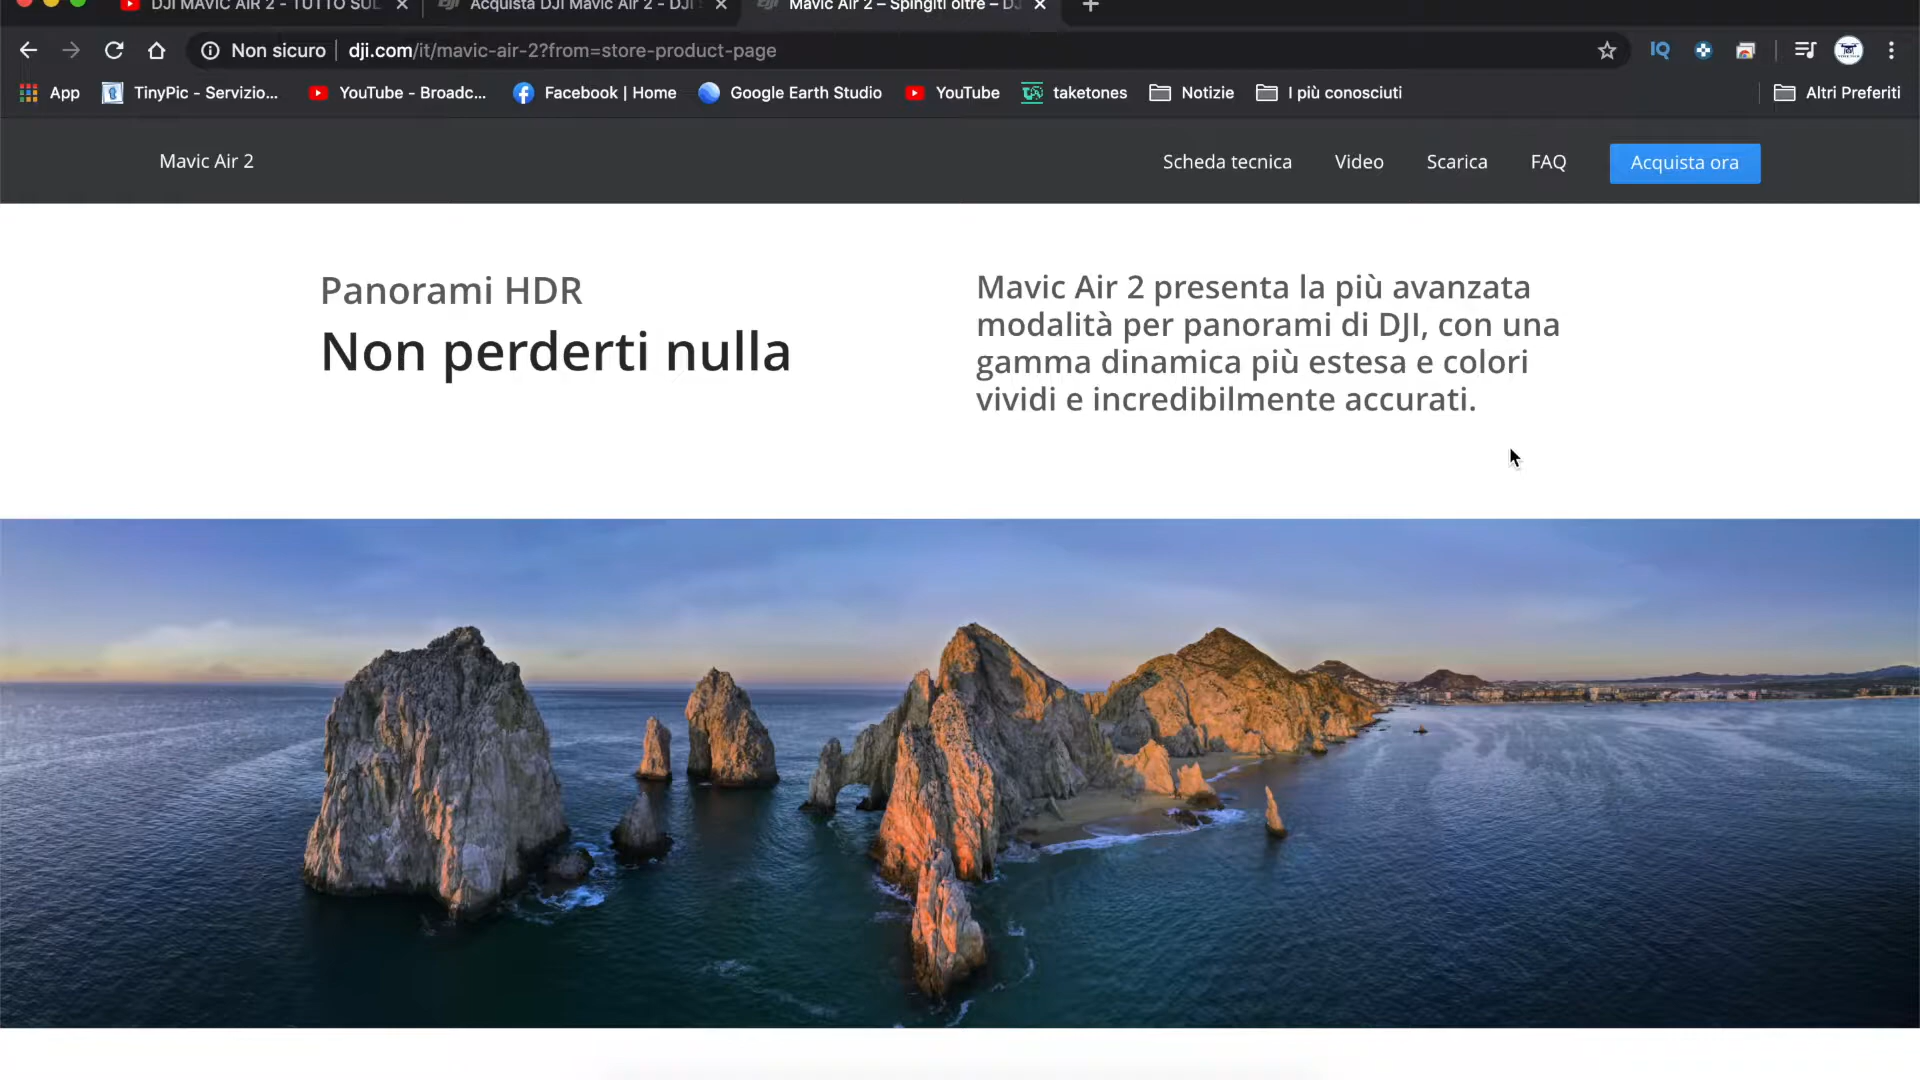 DJI MAVIC AIR 2 - TUTTO SUL
Acquista DJI Mavic Air 2 - DJI
Mavic Air 2 – Spingiti oltre – DJ
Non sicuro
dji.com/it/mavic-air-2?from=store-product-page
App
TinyPic - Servizio...
YouTube - Broadc...
Facebook | Home
Google Earth Studio
YouTube
taketones
Notizie
I più conosciuti
Altri Preferiti
Mavic Air 2
Scheda tecnica
Video
Scarica
FAQ
Acquista ora
Panorami HDR
Non perderti nulla
Mavic Air 2 presenta la più avanzata
modalità per panorami di DJI, con una
gamma dinamica più estesa e colori
vividi e incredibilmente accurati.